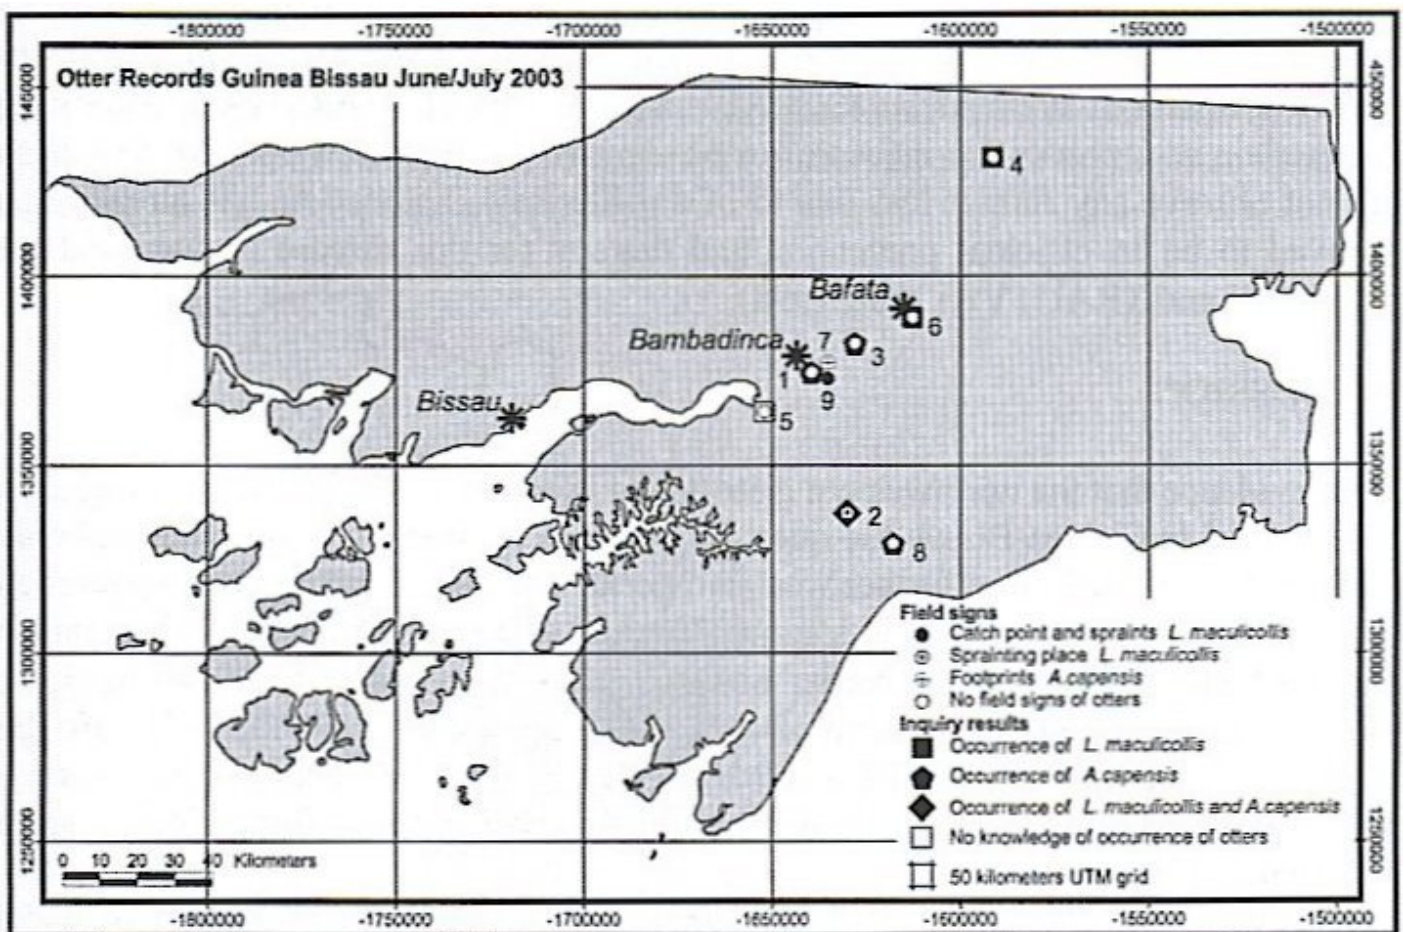 -1800000 -1750000 -1700000 -1650000 -1600000 -1550000 -1500000
Otter Records Guinea Bissau June/July 2003
1450000 1450000
4
1400000 1400000
Bafata
6
Bambadinca 7
3
1 9
Bissau
5
1350000 1350000
2
8
Field signs
Catch point and spraints L. maculicollis
Sprainting place L. maculicollis
1300000 1300000
Footprints A.capensis
No field signs of otters
Inquiry results
Occurrence of L. maculicollis
Occurrence of A.capensis
Occurrence of L. maculicollis and A.capensis
No knowledge of occurrence of otters
1250000 1250000
0 10 20 30 40 Kilometers
50 kilometers UTM grid
-1800000 -1750000 -1700000 -1650000 -1600000 -1550000 -1500000